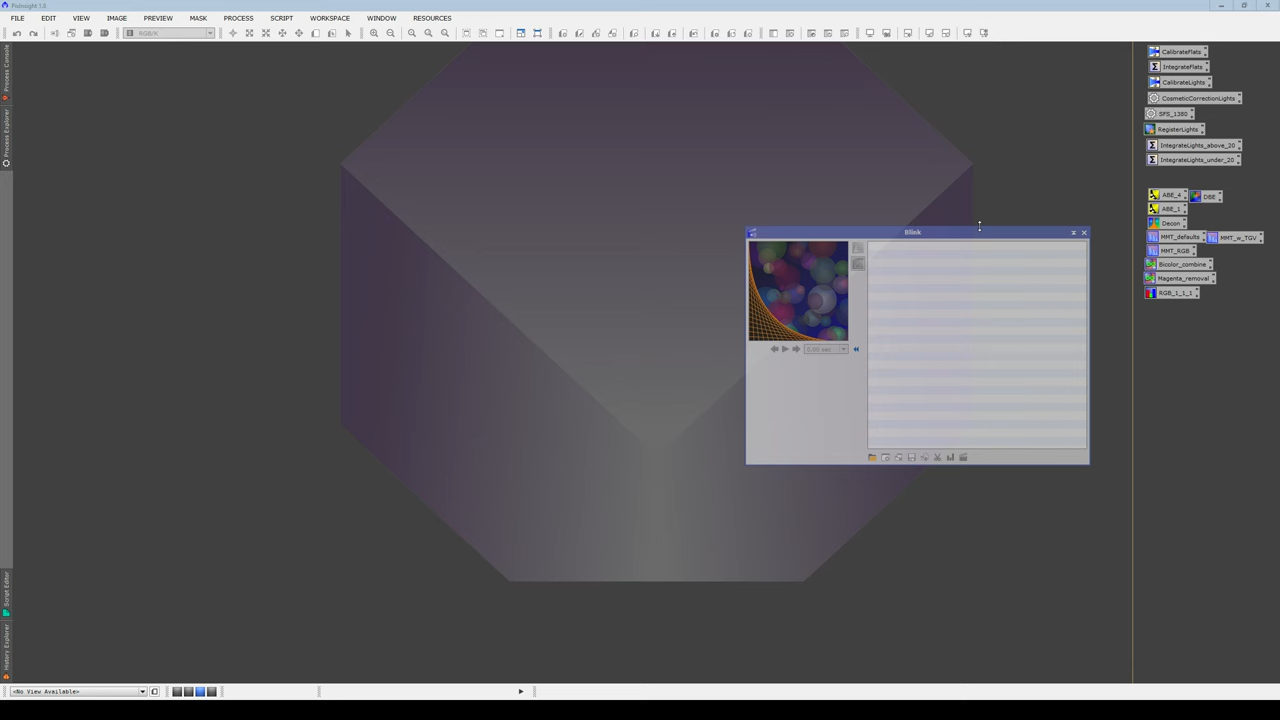 PixInsight 1.8
FILE EDIT VIEW IMAGE PREVIEW MASK PROCESS SCRIPT WORKSPACE WINDOW RESOURCES
RGB/K
Process Console
Process Explorer
Script Editor
History Explorer
CalibrateFlats
IntegrateFlats
CalibrateLights
CosmeticCorrectionLights
SFS_1380
RegisterLights
IntegrateLights_above_20
IntegrateLights_under_20
ABE_4 DBE
ABE_1
Decon
MMT_defaults MMT_w_TGV
MMT_RGB
Bicolor_combine
Magenta_removal
RGB_1_1_1
Blink
<No View Available>